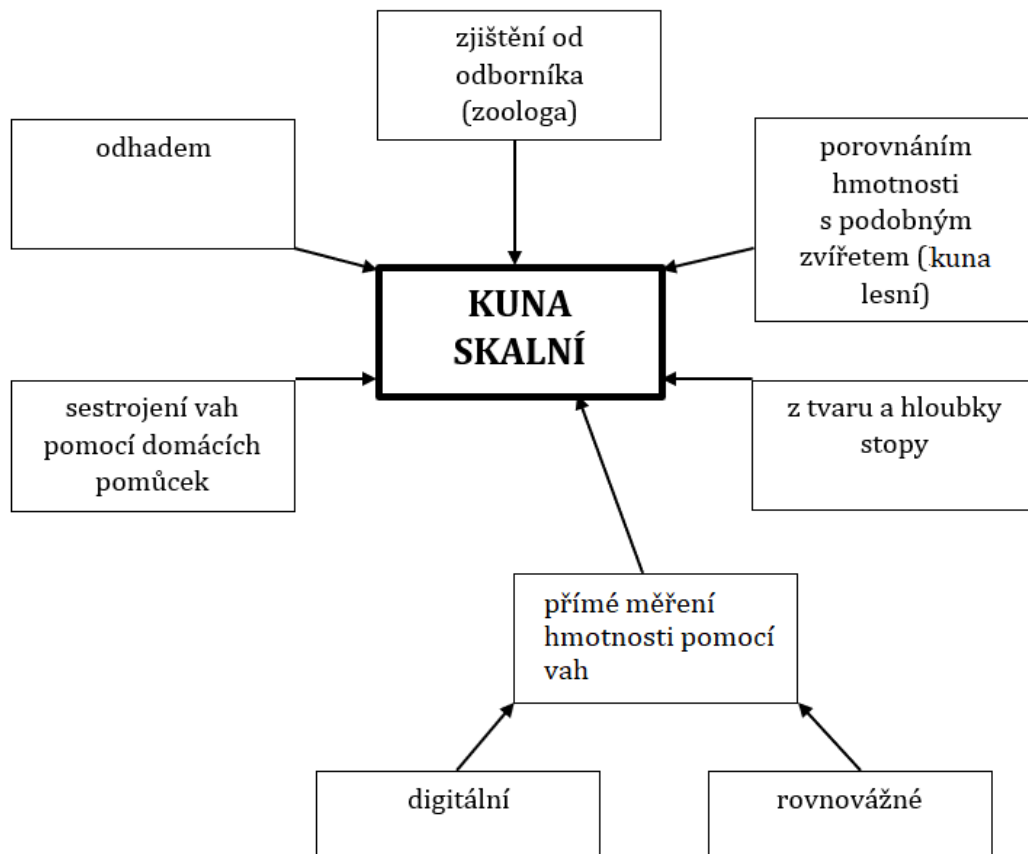 zjištění od
odborníka
(zoologa)
odhadem
porovnáním
hmotnosti
s podobným
zvířetem (kuna
lesní)
KUNA
SKALNÍ
sestrojení vah
pomocí domácích
pomůcek
z tvaru a hloubky
stopy
přímé měření
hmotnosti pomocí
vah
digitální
rovnovážné